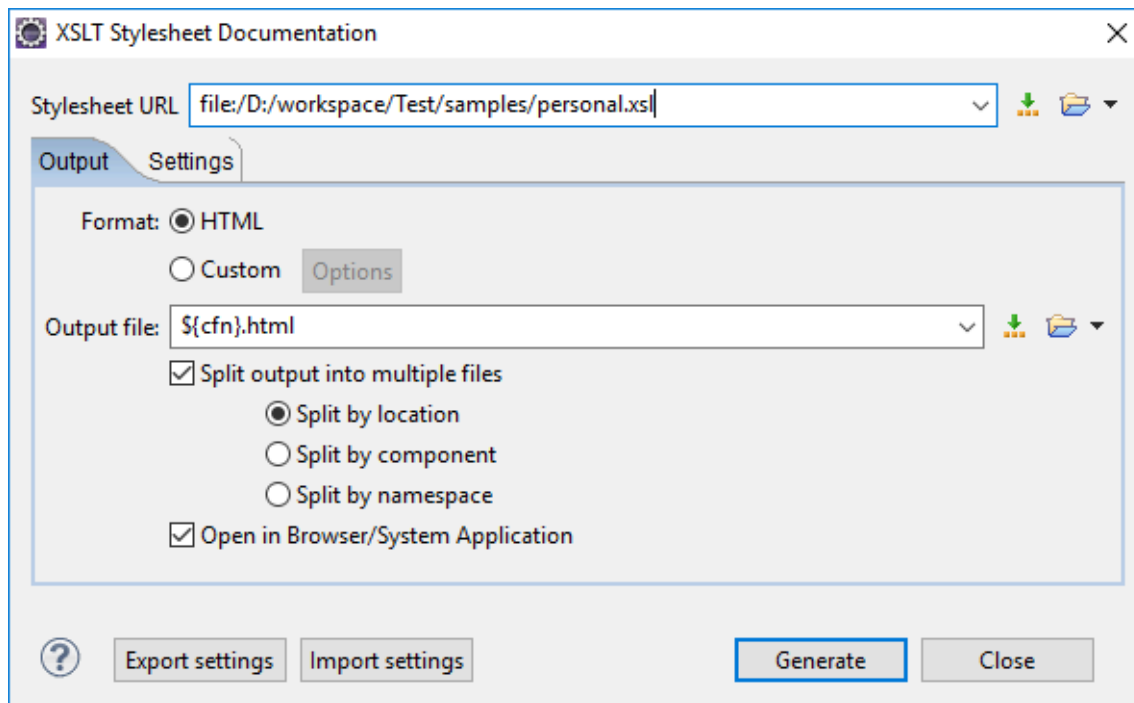 XSLT Stylesheet Documentation
Stylesheet URL file:/D:/workspace/Test/samples/personal.xsl
Output Settings
Format: HTML
Custom Options
Output file: ${cfn}.html
Split output into multiple files
Split by location
Split by component
Split by namespace
Open in Browser/System Application
? Export settings Import settings Generate Close